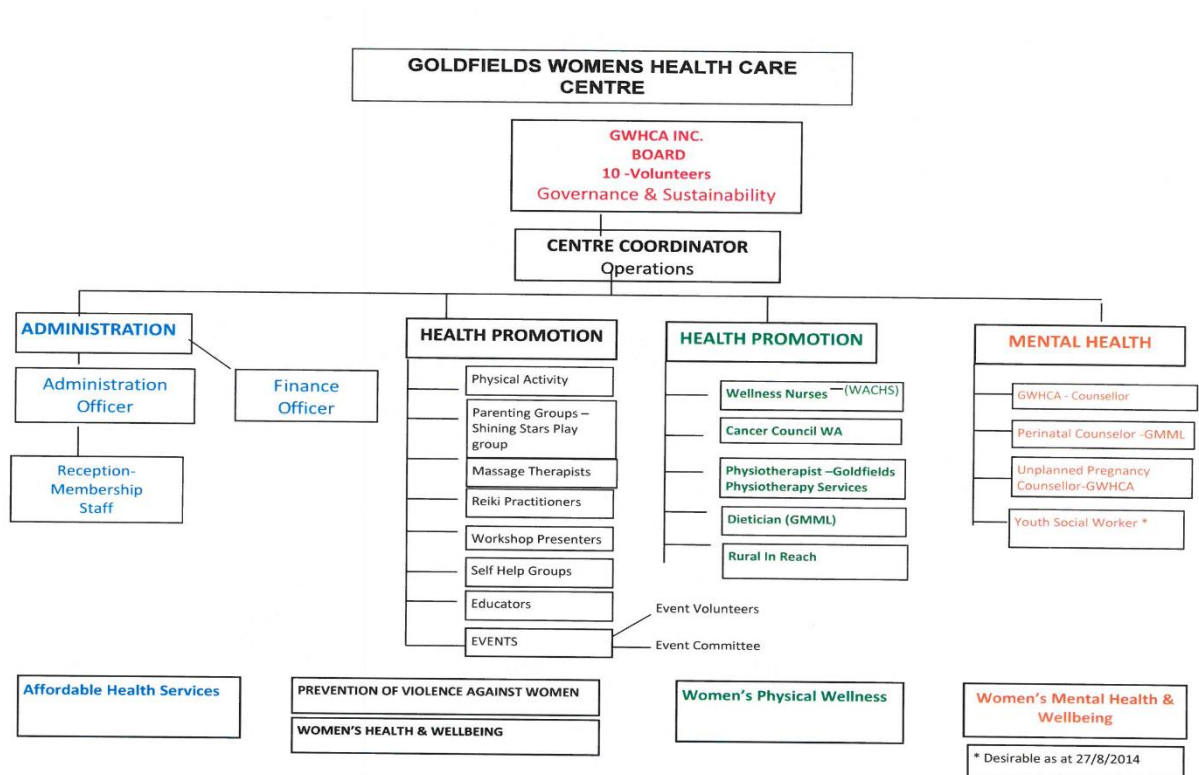 GOLDFIELDS WOMENS HEALTH CARE
CENTRE
GWHCA INC.
BOARD
10 -Volunteers
Governance & Sustainability
CENTRE COORDINATOR
Operations
ADMINISTRATION
Administration
Officer
Finance
Officer
Reception-
Membership
Staff
HEALTH PROMOTION
Physical Activity
Parenting Groups –
Shining Stars Play
group
Massage Therapists
Reiki Practitioners
Workshop Presenters
Self Help Groups
Educators
EVENTS
Event Volunteers
Event Committee
HEALTH PROMOTION
Wellness Nurses —(WACHS)
Cancer Council WA
Physiotherapist –Goldfields
Physiotherapy Services
Dietician (GMML)
Rural In Reach
MENTAL HEALTH
GWHCA - Counsellor
Perinatal Counselor -GMML
Unplanned Pregnancy
Counsellor-GWHCA
Youth Social Worker *
Affordable Health Services
PREVENTION OF VIOLENCE AGAINST WOMEN
WOMEN'S HEALTH & WELLBEING
Women's Physical Wellness
Women's Mental Health &
Wellbeing
* Desirable as at 27/8/2014